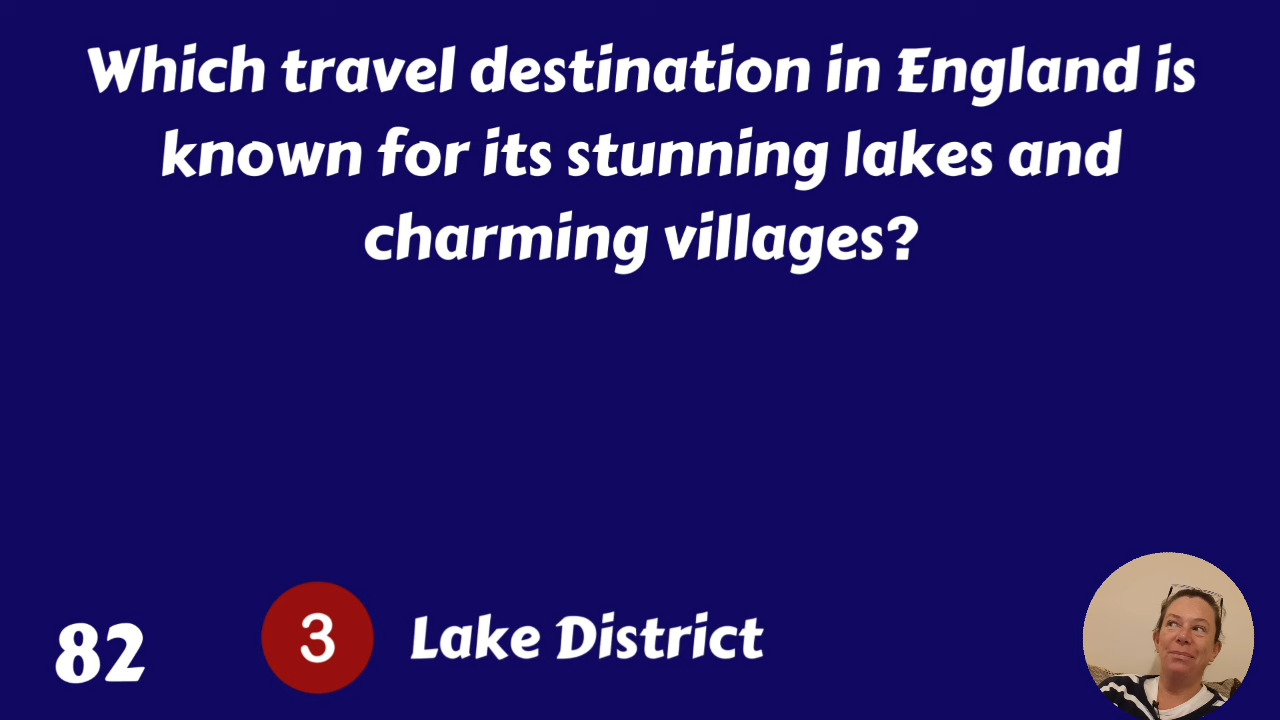 Which travel destination in England is
known for its stunning lakes and
charming villages?
82
3
Lake District